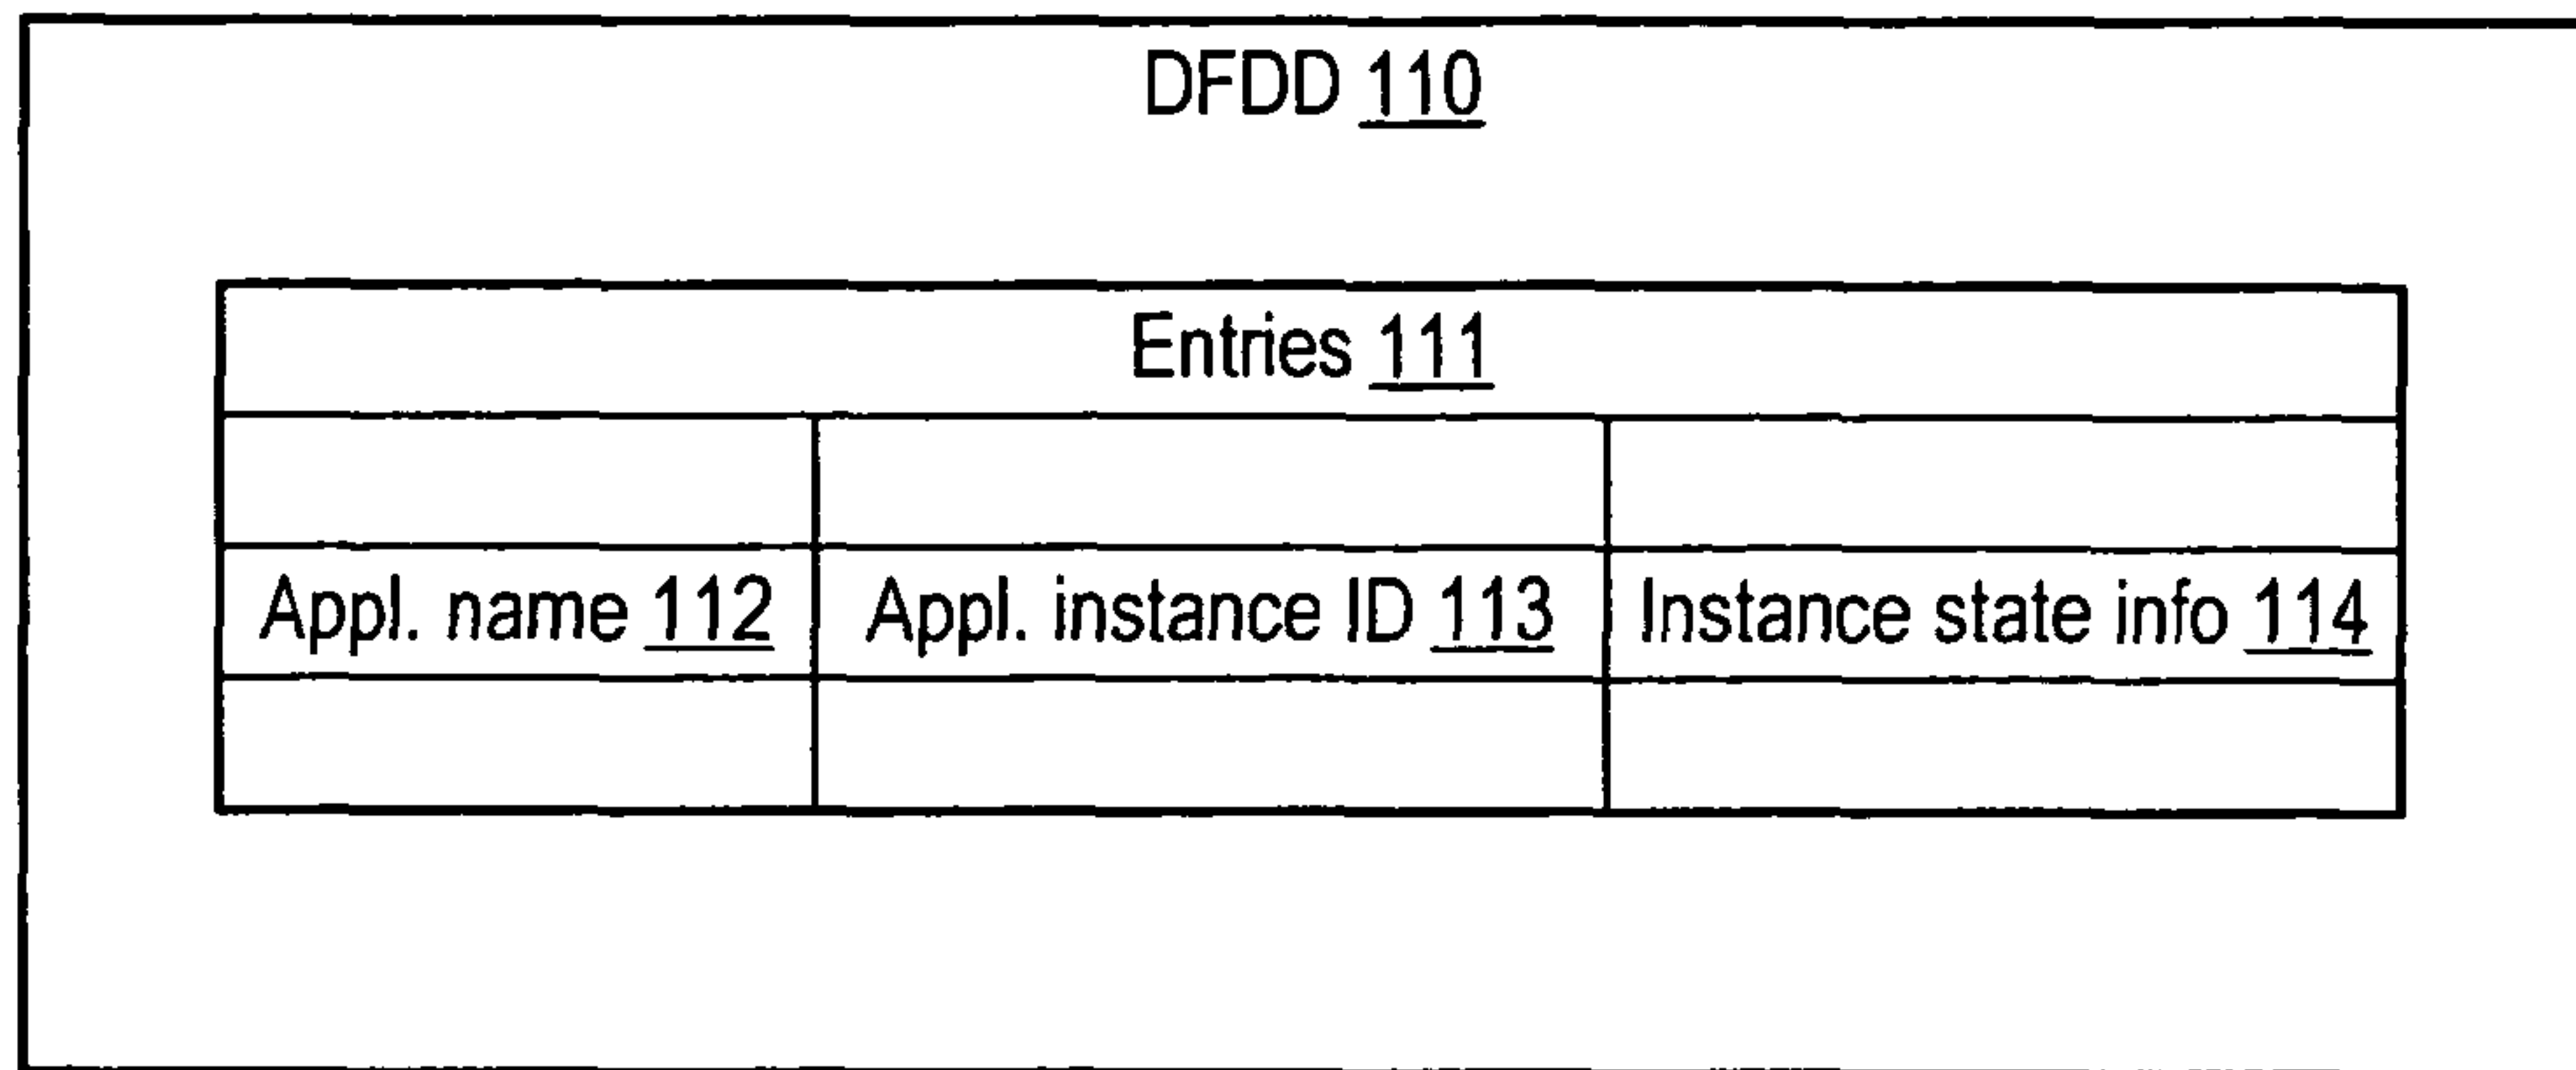 DFDD 110
Entries 111
Appl. name 112 Appl. instance ID 113 Instance state info 114